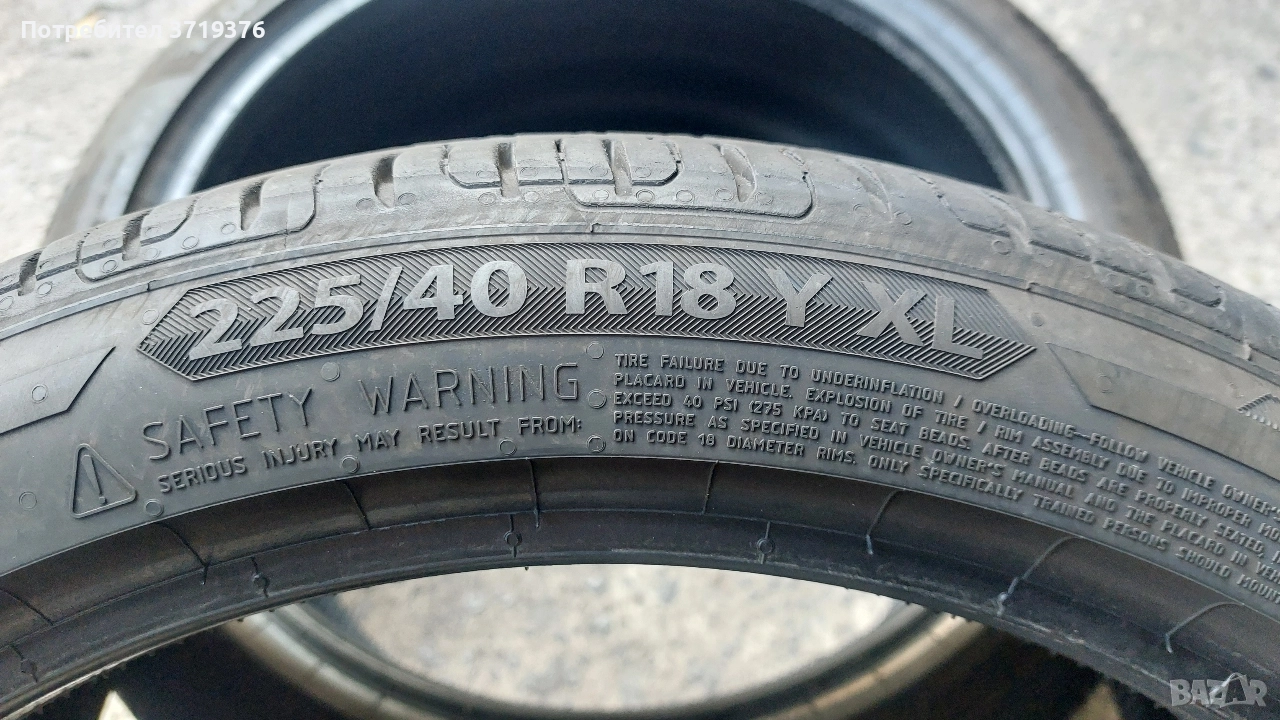 Потребител 3719376
225/40 R18 Y XL
SAFETY WARNING
SERIOUS INJURY MAY RESULT FROM:
TIRE FAILURE DUE TO UNDERINFLATION / OVERLOADING—FOLLOW VEHICLE OWNER'S
PLACARD IN VEHICLE. EXPLOSION OF TIRE / RIM ASSEMBLY DUE TO IMPROPER
EXCEED 40 PSI (275 KPA) TO SEAT BEADS. AFTER BEADS ARE PROPERLY SEATED,
PRESSURE AS SPECIFIED IN VEHICLE OWNER'S MANUAL AND THE PLACARD IN
ON CODE 18 DIAMETER RIMS. ONLY SPECIFICALLY TRAINED PERSONS SHOULD
BAZAR